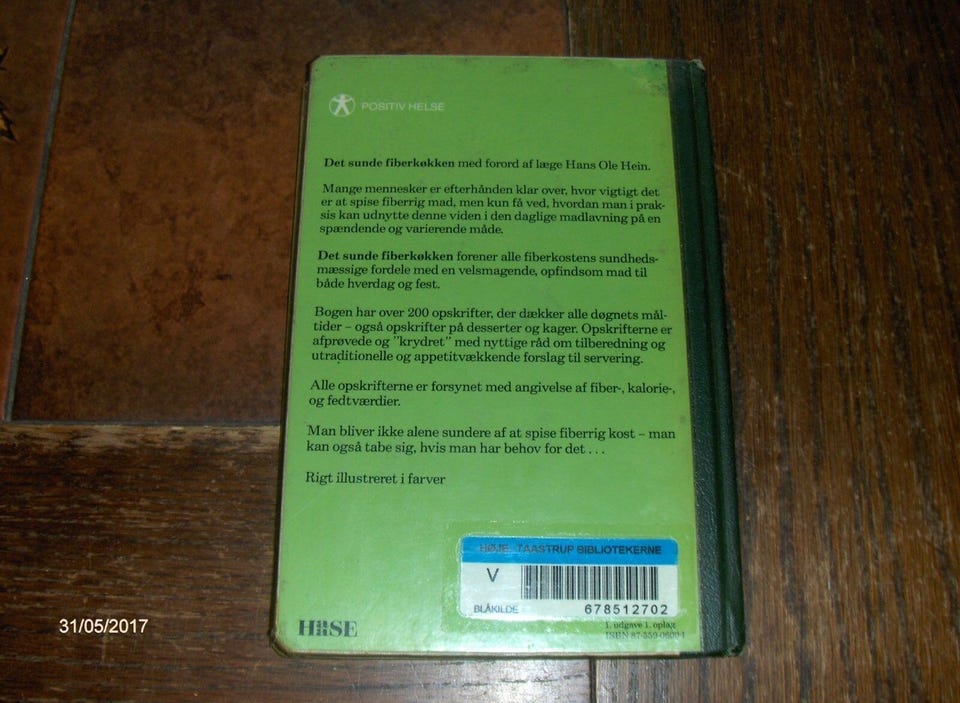 POSITIV HELSE
Det sunde fiberkøkken med forord af læge Hans Ole Hein.
Mange mennesker er efterhånden klar over, hvor vigtigt det
er at spise fiberrig mad, men kun få ved, hvordan man i prak-
sis kan udnytte denne viden i den daglige madlavning på en
spændende og varierende måde.
Det sunde fiberkøkken forener alle fiberkostens sundheds-
mæssige fordele med en velsmagende, opfindsom mad til
både hverdag og fest.
Bogen har over 200 opskrifter, der dækker alle døgnets mål-
tider – også opskrifter på desserter og kager. Opskrifterne er
afprøvede og "krydret" med nyttige råd om tilberedning og
utraditionelle og appetitvækkende forslag til servering.
Alle opskrifterne er forsynet med angivelse af fiber-, kalorie-,
og fedtværdier.
Man bliver ikke alene sundere af at spise fiberrig kost – man
kan også tabe sig, hvis man har behov for det . . .
Rigt illustreret i farver
HØJE-TAASTRUP BIBLIOTEKERNE
V
BLÅKILDE 678512702
HASE
1. udgave 1. oplag
ISBN 87-559-0600-1
31/05/2017